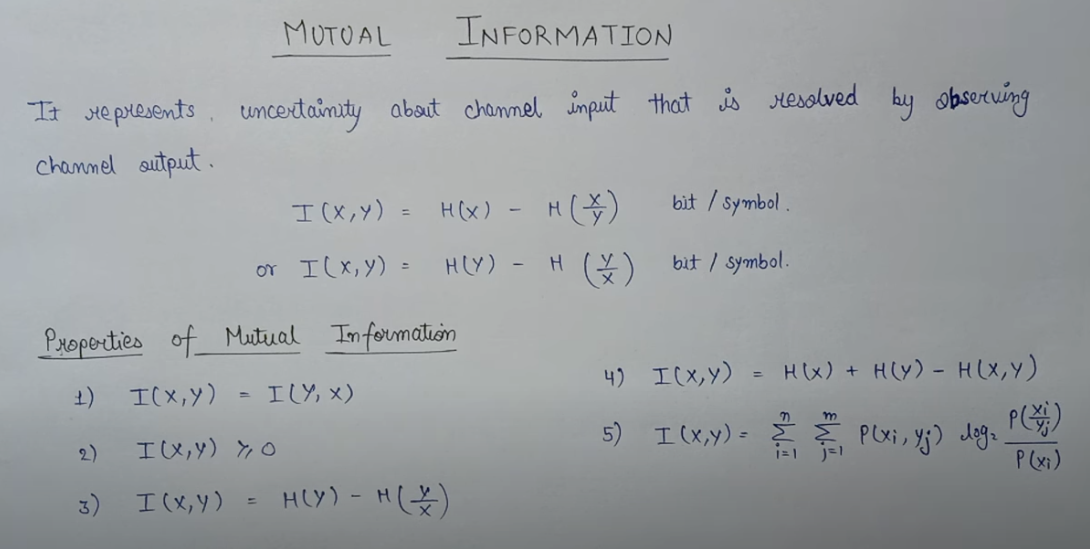 MUTUAL INFORMATION
It represents uncertainity about channel input that is resolved by observing
channel output.
I(X,Y) = H(X) - H(X/Y) bit / symbol.
or I(X,Y) = H(Y) - H(Y/X) bit / symbol.
Properties of Mutual Information
1) I(X,Y) = I(Y,X)
2) I(X,Y) ⩾ 0
3) I(X,Y) = H(Y) - H(Y/X)
4) I(X,Y) = H(X) + H(Y) - H(X,Y)
5) I(X,Y) = ∑_{i=1}^{n} ∑_{j=1}^{m} P(xi, yj) log₂ P(xi/yj) / P(xi)